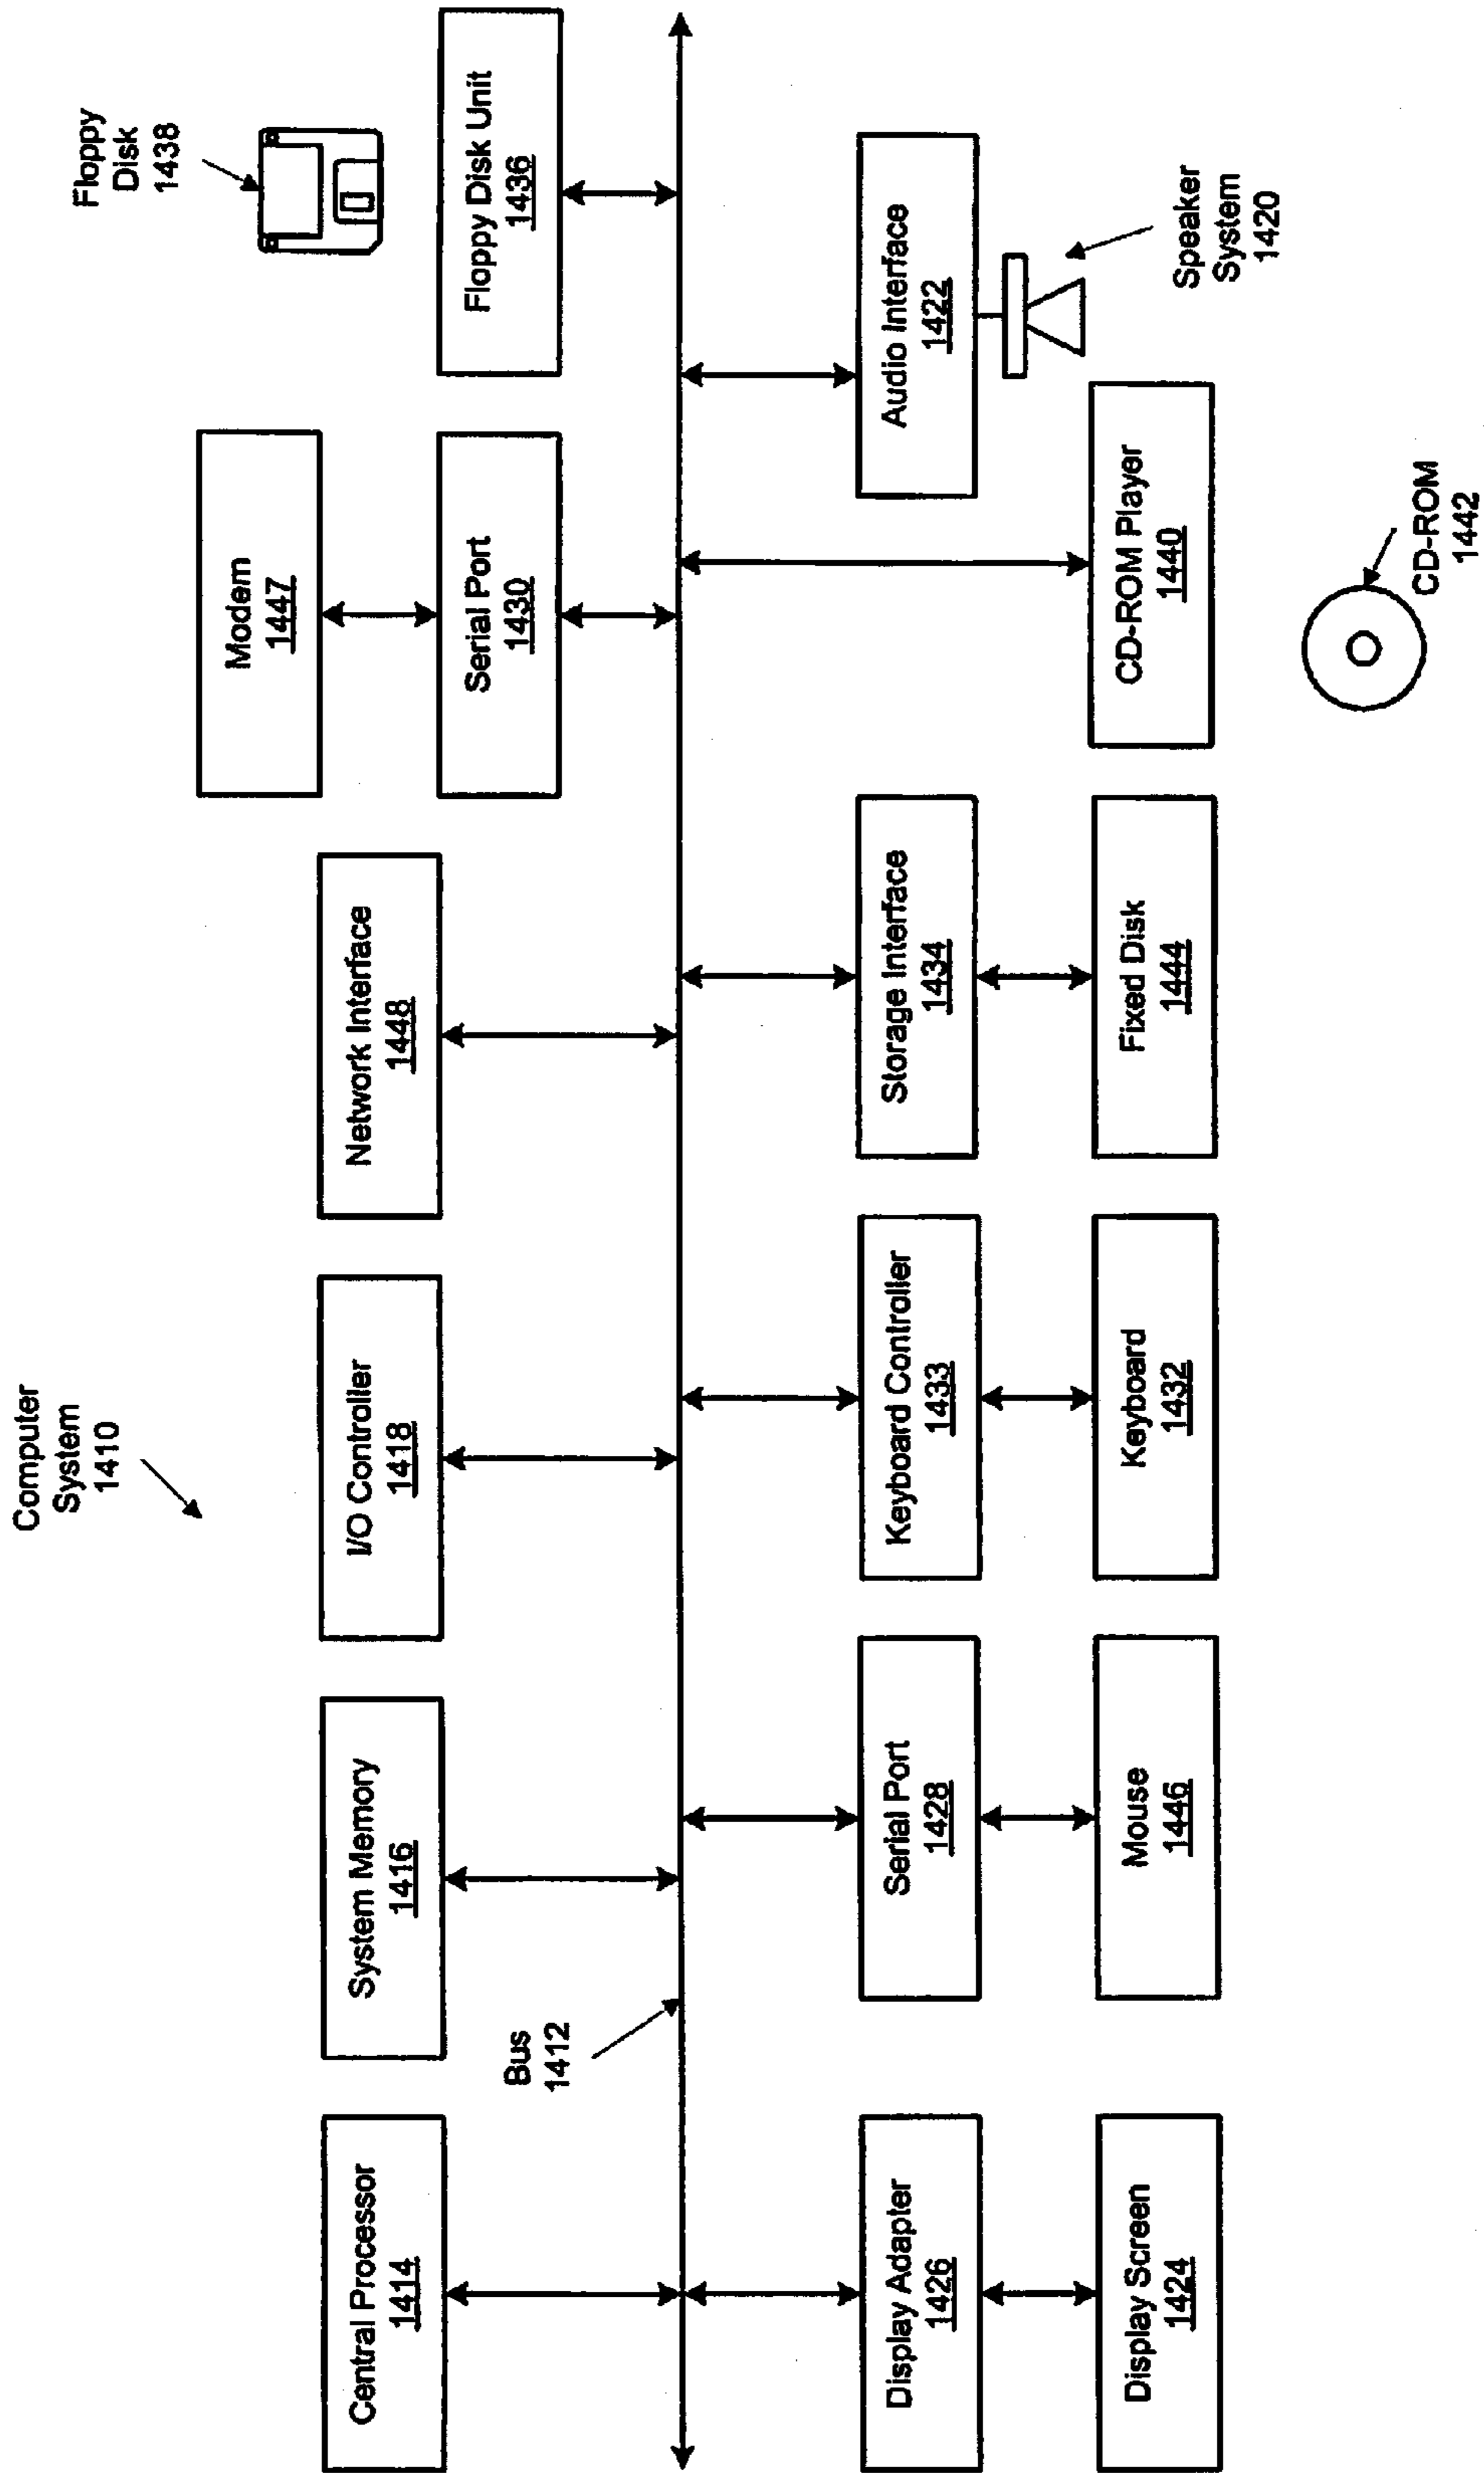 Computer
System
1410
Floppy
Disk
1438
Modem
1447
Central Processor
1414
System Memory
1416
I/O Controller
1418
Network Interface
1448
Serial Port
1430
Floppy Disk Unit
1436
Bus
1412
Display Adapter
1426
Serial Port
1428
Keyboard Controller
1433
Storage Interface
1434
Audio Interface
1422
Display Screen
1424
Mouse
1446
Keyboard
1432
Fixed Disk
1444
CD-ROM Player
1440
Speaker
System
1420
CD-ROM
1442